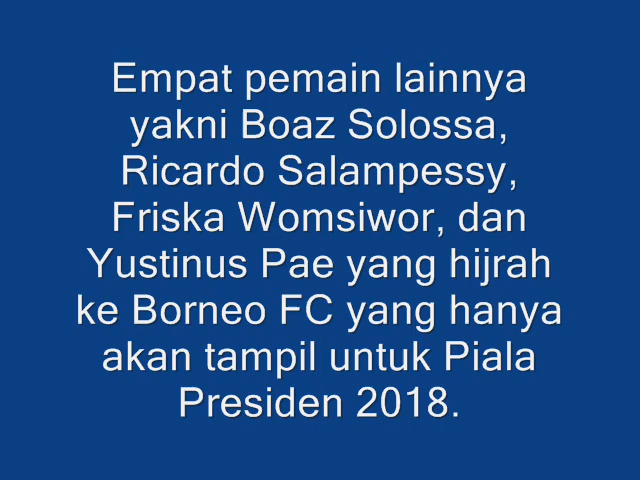 Empat pemain lainnya
yakni Boaz Solossa,
Ricardo Salampessy,
Friska Womsiwor, dan
Yustinus Pae yang hijrah
ke Borneo FC yang hanya
akan tampil untuk Piala
Presiden 2018.